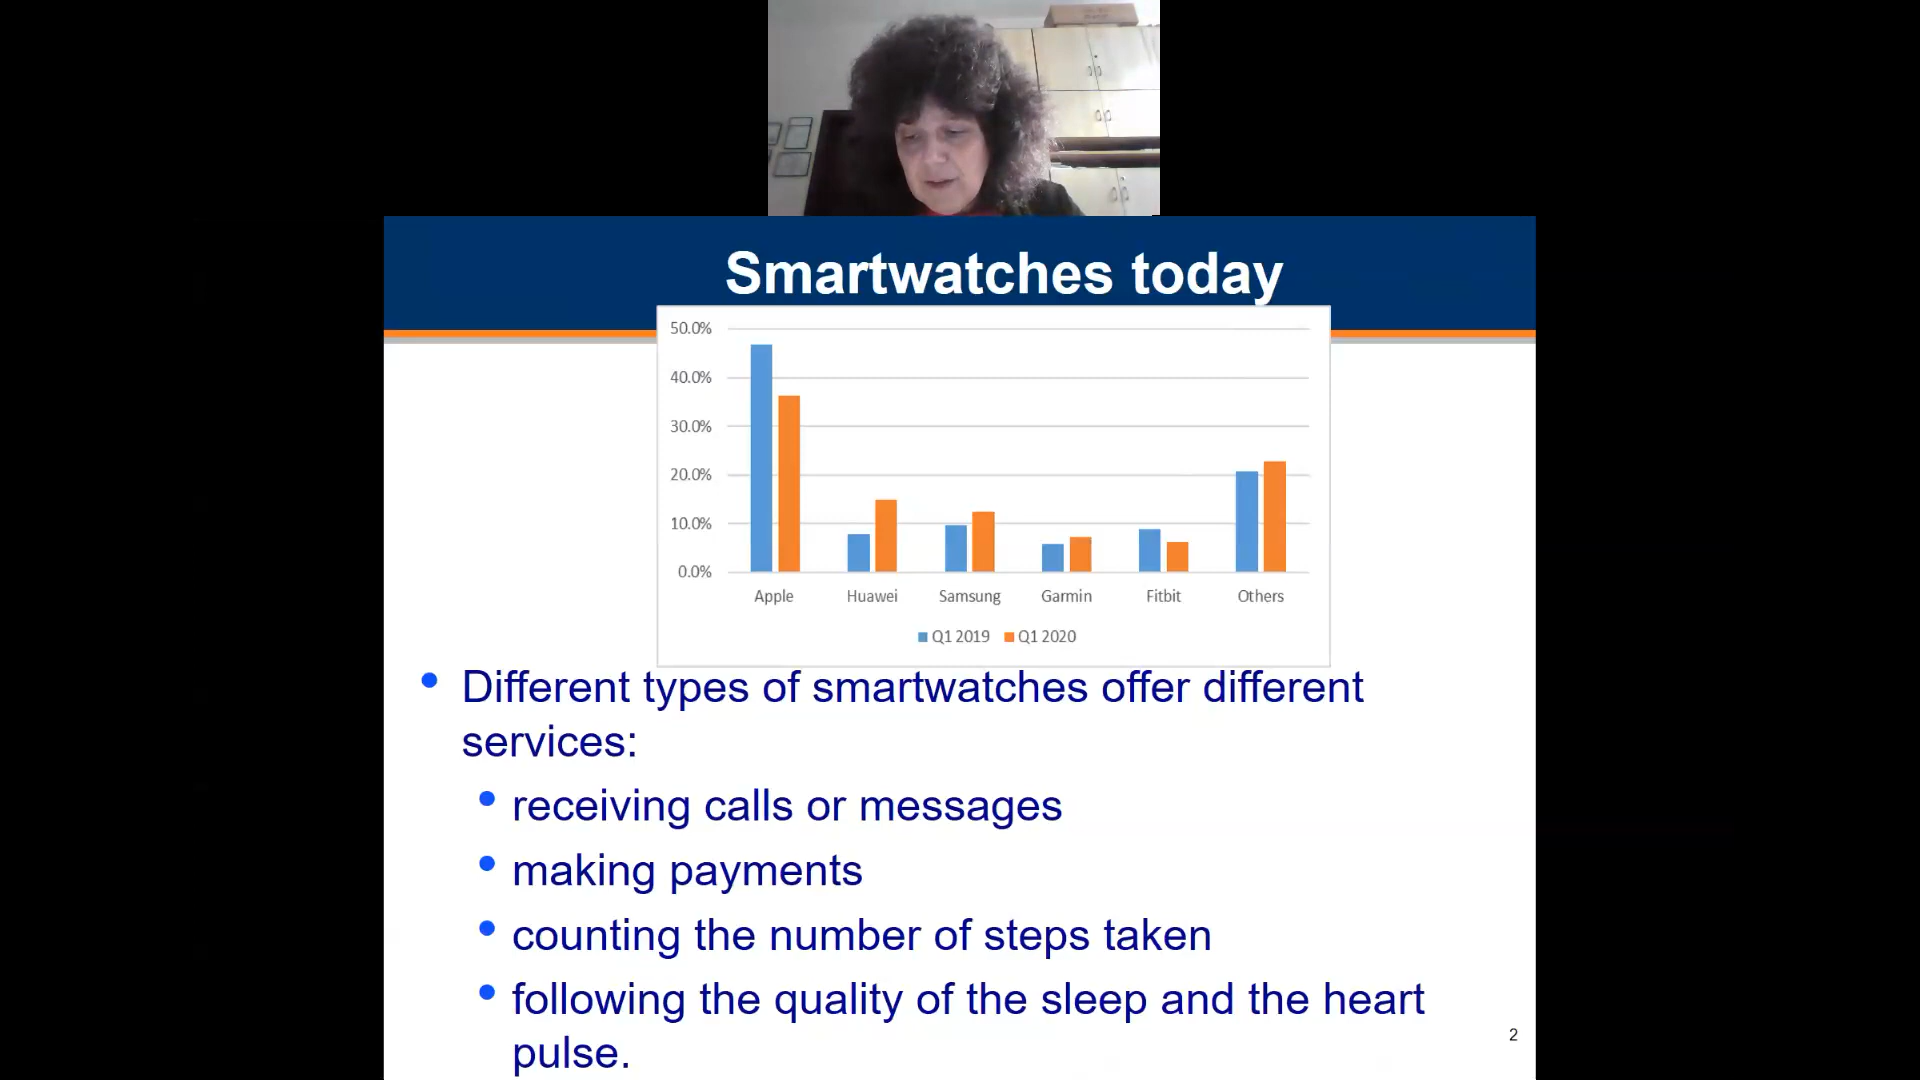 Smartwatches today
50.0%
40.0%
30.0%
20.0%
10.0%
0.0%
Apple Huawei Samsung Garmin Fitbit Others
Q1 2019 Q1 2020
• Different types of smartwatches offer different
services:
• receiving calls or messages
• making payments
• counting the number of steps taken
• following the quality of the sleep and the heart
pulse.
2